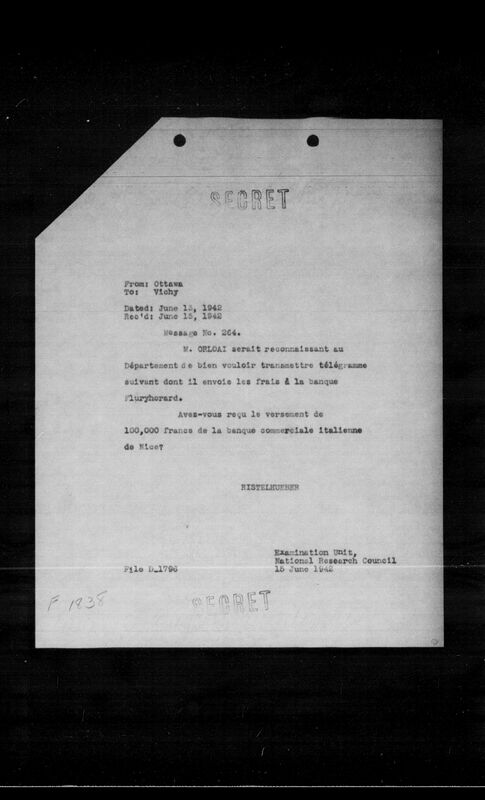 SECRET
From: Ottawa
To: Vichy
Dated: June 13, 1942
Rec'd: June 15, 1942
Message No. 264.
M. ORLOAI serait reconnaissant au
Département de bien vouloir transmettre télégramme
suivant dont il envois les frais à la banque
Fluryhorard.
Avez-vous reçu le versement de
100,000 francs de la banque commerciale italienne
de Nice?
RISTELHUEBER
Examination Unit,
National Research Council
File D_1796 15 June 1942
F 1838
SECRET